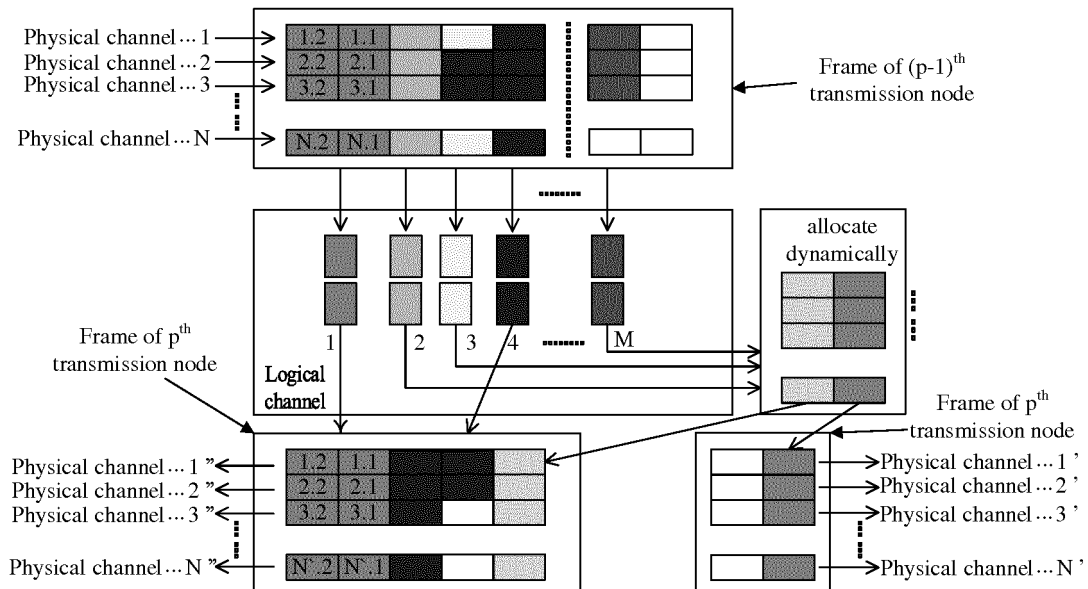 Physical channel…1
Physical channel…2
Physical channel…3
Physical channel…N
1.2 1.1
2.2 2.1
3.2 3.1
N.2 N.1
Frame of (p-1)th
transmission node
allocate
dynamically
1 2 3 4 M
Logical
channel
Frame of pth
transmission node
Frame of pth
transmission node
Physical channel…1 ”
Physical channel…2 ”
Physical channel…3 ”
Physical channel…N ”
1.2 1.1
2.2 2.1
3.2 3.1
N`.2 N`.1
Physical channel…1 ’
Physical channel…2 ’
Physical channel…3 ’
Physical channel…N ’